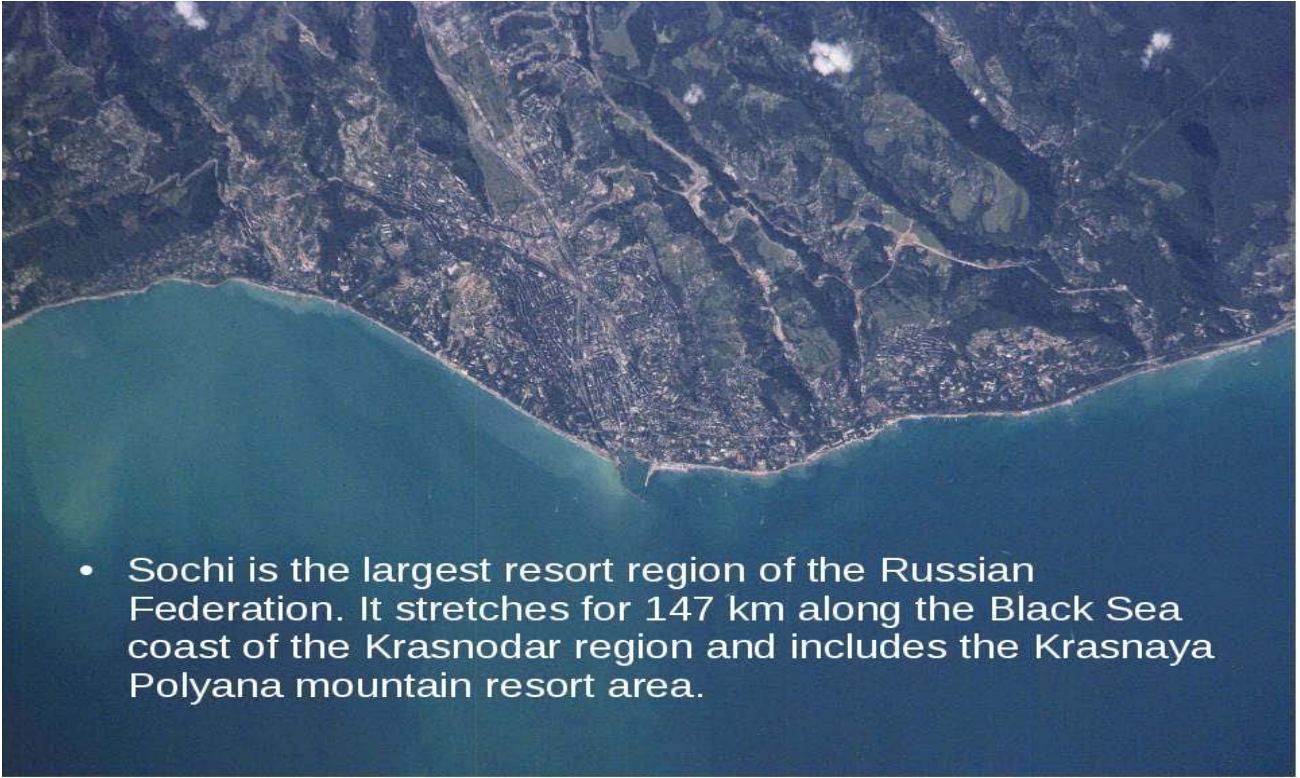 • Sochi is the largest resort region of the Russian
Federation. It stretches for 147 km along the Black Sea
coast of the Krasnodar region and includes the Krasnaya
Polyana mountain resort area.